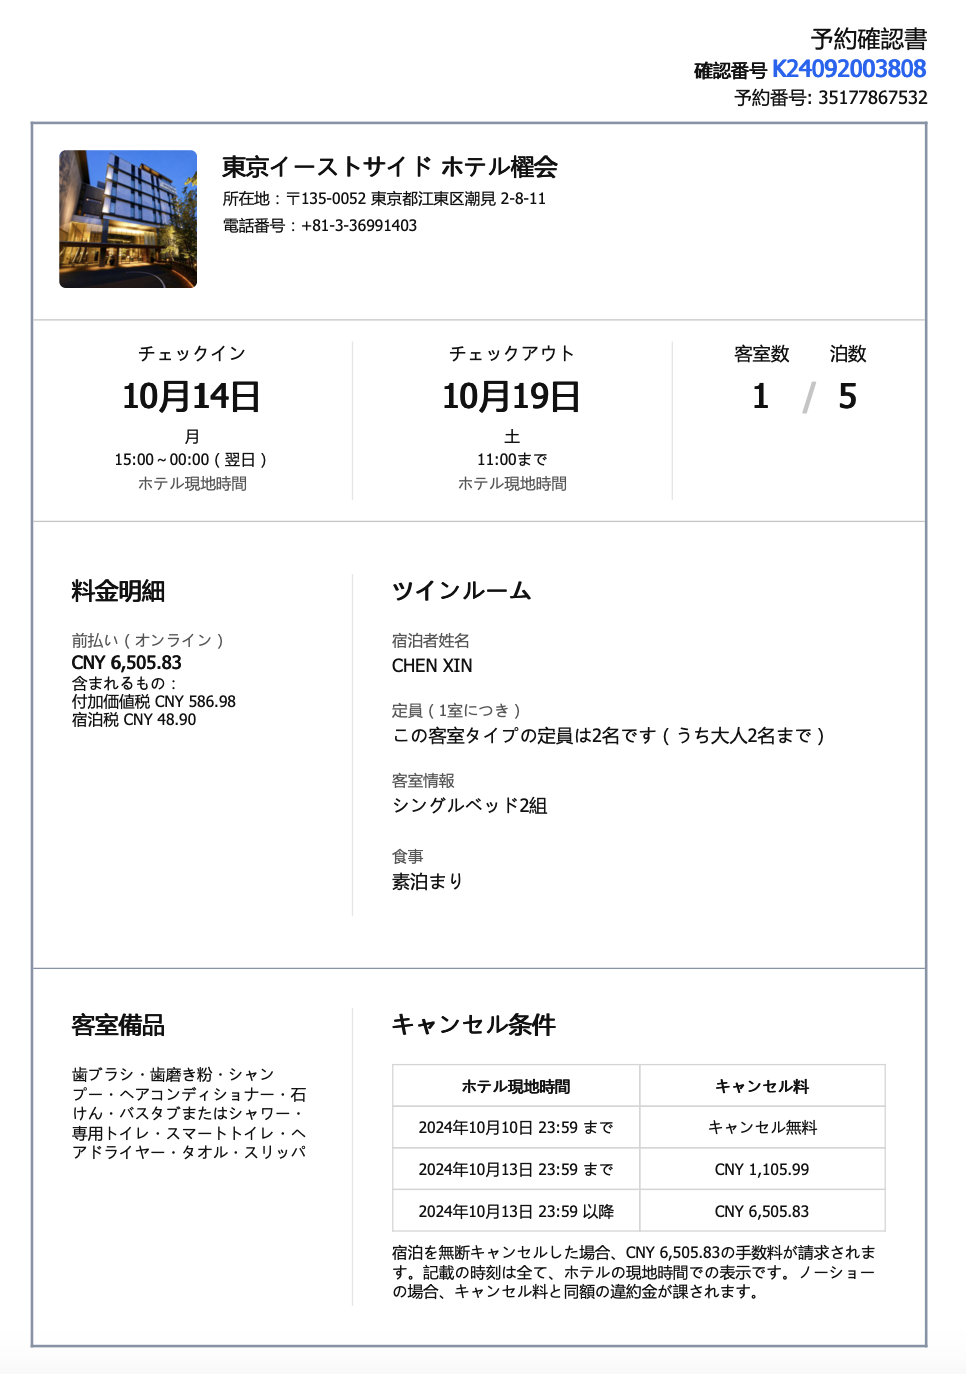 予約確認書
確認番号 K24092003808
予約番号: 35177867532
東京イーストサイド ホテル櫂会
所在地：〒135-0052 東京都江東区潮見 2-8-11
電話番号：+81-3-36991403
チェックイン
10月14日
月
15:00～00:00 ( 翌日 )
ホテル現地時間
チェックアウト
10月19日
土
11:00まで
ホテル現地時間
客室数 泊数
1 / 5
料金明細
前払い ( オンライン )
CNY 6,505.83
含まれるもの：
付加価値税 CNY 586.98
宿泊税 CNY 48.90
ツインルーム
宿泊者姓名
CHEN XIN
定員 ( 1室につき )
この客室タイプの定員は2名です ( うち大人2名まで )
客室情報
シングルベッド2組
食事
素泊まり
客室備品
歯ブラシ・歯磨き粉・シャン
プー・ヘアコンディショナー・石
けん・バスタブまたはシャワー・
専用トイレ・スマートトイレ・ヘ
アドライヤー・タオル・スリッパ
キャンセル条件
ホテル現地時間 キャンセル料
2024年10月10日 23:59 まで キャンセル無料
2024年10月13日 23:59 まで CNY 1,105.99
2024年10月13日 23:59 以降 CNY 6,505.83
宿泊を無断キャンセルした場合、CNY 6,505.83の手数料が請求されま
す。記載の時刻は全て、ホテルの現地時間での表示です。ノーショー
の場合、キャンセル料と同額の違約金が課されます。